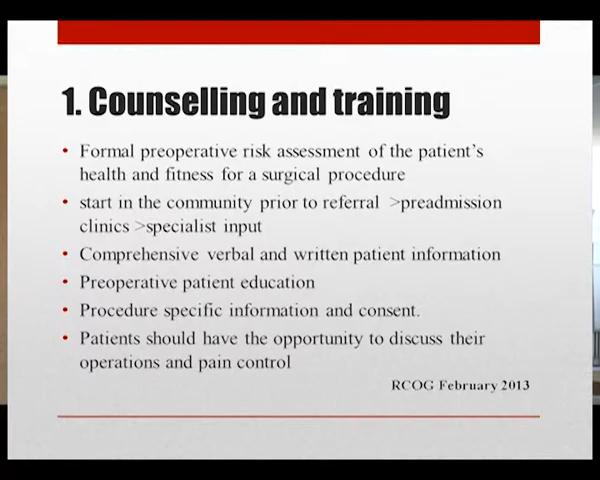 1. Counselling and training
• Formal preoperative risk assessment of the patient's
health and fitness for a surgical procedure
• start in the community prior to referral >preadmission
clinics >specialist input
• Comprehensive verbal and written patient information
• Preoperative patient education
• Procedure specific information and consent.
• Patients should have the opportunity to discuss their
operations and pain control
RCOG February 2013